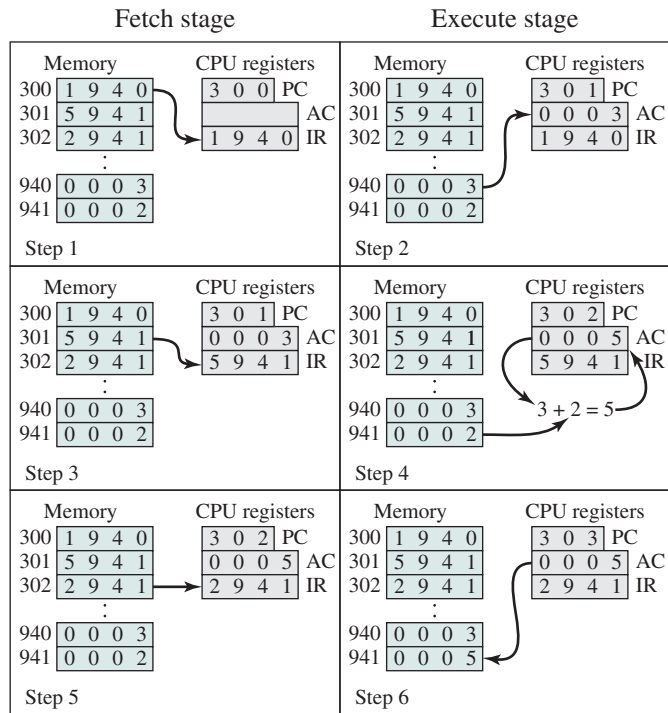 Fetch stage
Execute stage
Memory
CPU registers
300 1 9 4 0
3 0 0 PC
301 5 9 4 1
AC
302 2 9 4 1
1 9 4 0 IR
940 0 0 0 3
941 0 0 0 2
Step 1
Memory
CPU registers
300 1 9 4 0
3 0 1 PC
301 5 9 4 1
0 0 0 3 AC
302 2 9 4 1
1 9 4 0 IR
940 0 0 0 3
941 0 0 0 2
Step 2
Memory
CPU registers
300 1 9 4 0
3 0 1 PC
301 5 9 4 1
0 0 0 3 AC
302 2 9 4 1
5 9 4 1 IR
940 0 0 0 3
941 0 0 0 2
Step 3
Memory
CPU registers
300 1 9 4 0
3 0 2 PC
301 5 9 4 1
0 0 0 5 AC
302 2 9 4 1
5 9 4 1 IR
940 0 0 0 3
3 + 2 = 5
941 0 0 0 2
Step 4
Memory
CPU registers
300 1 9 4 0
3 0 2 PC
301 5 9 4 1
0 0 0 5 AC
302 2 9 4 1
2 9 4 1 IR
940 0 0 0 3
941 0 0 0 2
Step 5
Memory
CPU registers
300 1 9 4 0
3 0 3 PC
301 5 9 4 1
0 0 0 5 AC
302 2 9 4 1
2 9 4 1 IR
940 0 0 0 3
941 0 0 0 5
Step 6